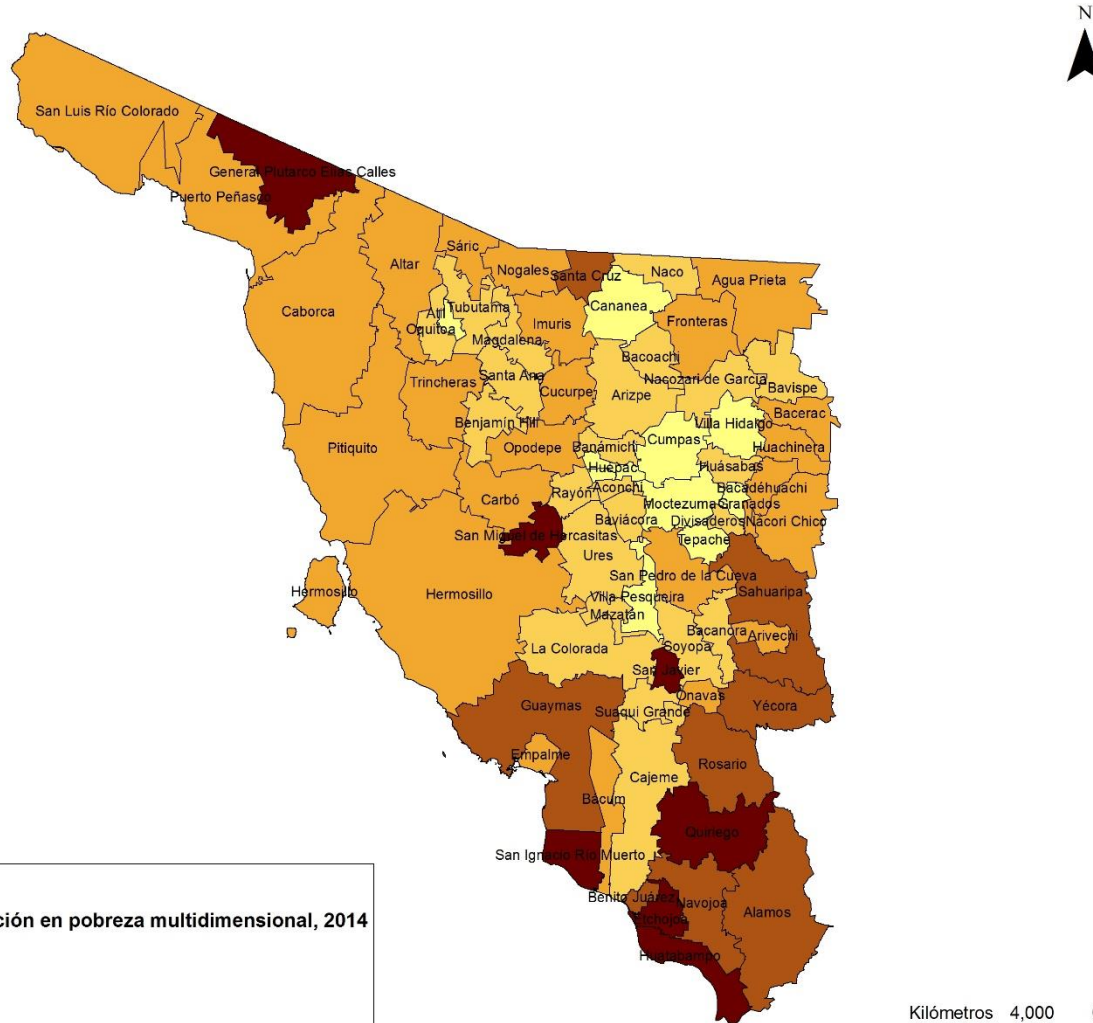 N
San Luis Río Colorado
General Plutarco Elías Calles
Puerto Peñasco
Sáric
Altar
Nogales
Santa Cruz
Naco
Agua Prieta
Caborca
Tubutama
Cananea
Atil
Oquitoa
Imuris
Fronteras
Magdalena
Bacoachi
Trincheras
Santa Ana
Cucurpe
Arizpe
Nacozari de García
Bavispe
Benjamín Hill
Villa Hidalgo
Bacerac
Pitiquito
Opodepe
Banámichi
Cumpas
Huachinera
Huépac
Huásabas
Carbó
Rayón
Aconchi
Bacadéhuachi
Moctezuma
Granados
San Miguel de Horcasitas
Baviácora
Divisaderos
Nácori Chico
Ures
Tepache
San Pedro de la Cueva
Hermosillo
Hermosillo
Villa Pesqueira
Sahuaripa
Mazatán
Bacanora
Arivechi
La Colorada
Soyopa
San Javier
Onavas
Guaymas
Suaqui Grande
Yécora
Empalme
Rosario
Cajeme
Bácum
Quiriego
San Ignacio Río Muerto
Benito Juárez
Navojoa
Etchojoa
Alamos
Huatabampo
ción en pobreza multidimensional, 2014
Kilómetros 4,000